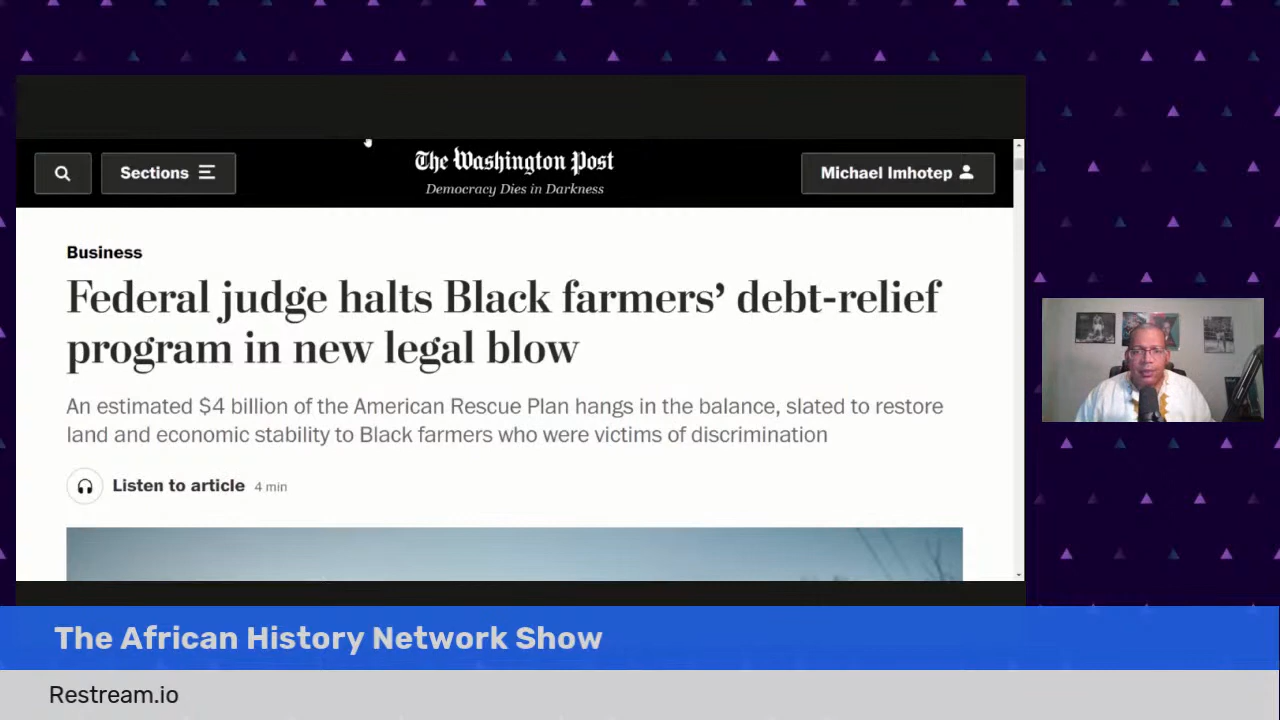 Sections
The Washington Post
Democracy Dies in Darkness
Michael Imhotep
Business
Federal judge halts Black farmers’ debt-relief
program in new legal blow
An estimated $4 billion of the American Rescue Plan hangs in the balance, slated to restore
land and economic stability to Black farmers who were victims of discrimination
Listen to article 4 min
The African History Network Show
Restream.io